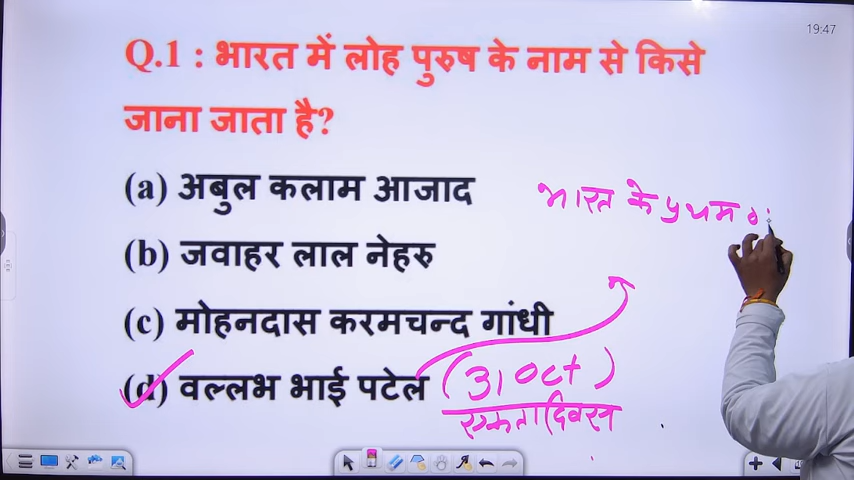 19:47
Q.1 : भारत में लोह पुरुष के नाम से किसे
जाना जाता है?
(a) अबुल कलाम आजाद
भारत के प्रथम
(b) जवाहर लाल नेहरु
(c) मोहनदास करमचन्द गांधी
(d) वल्लभ भाई पटेल (31 Oct)
एकता दिवस